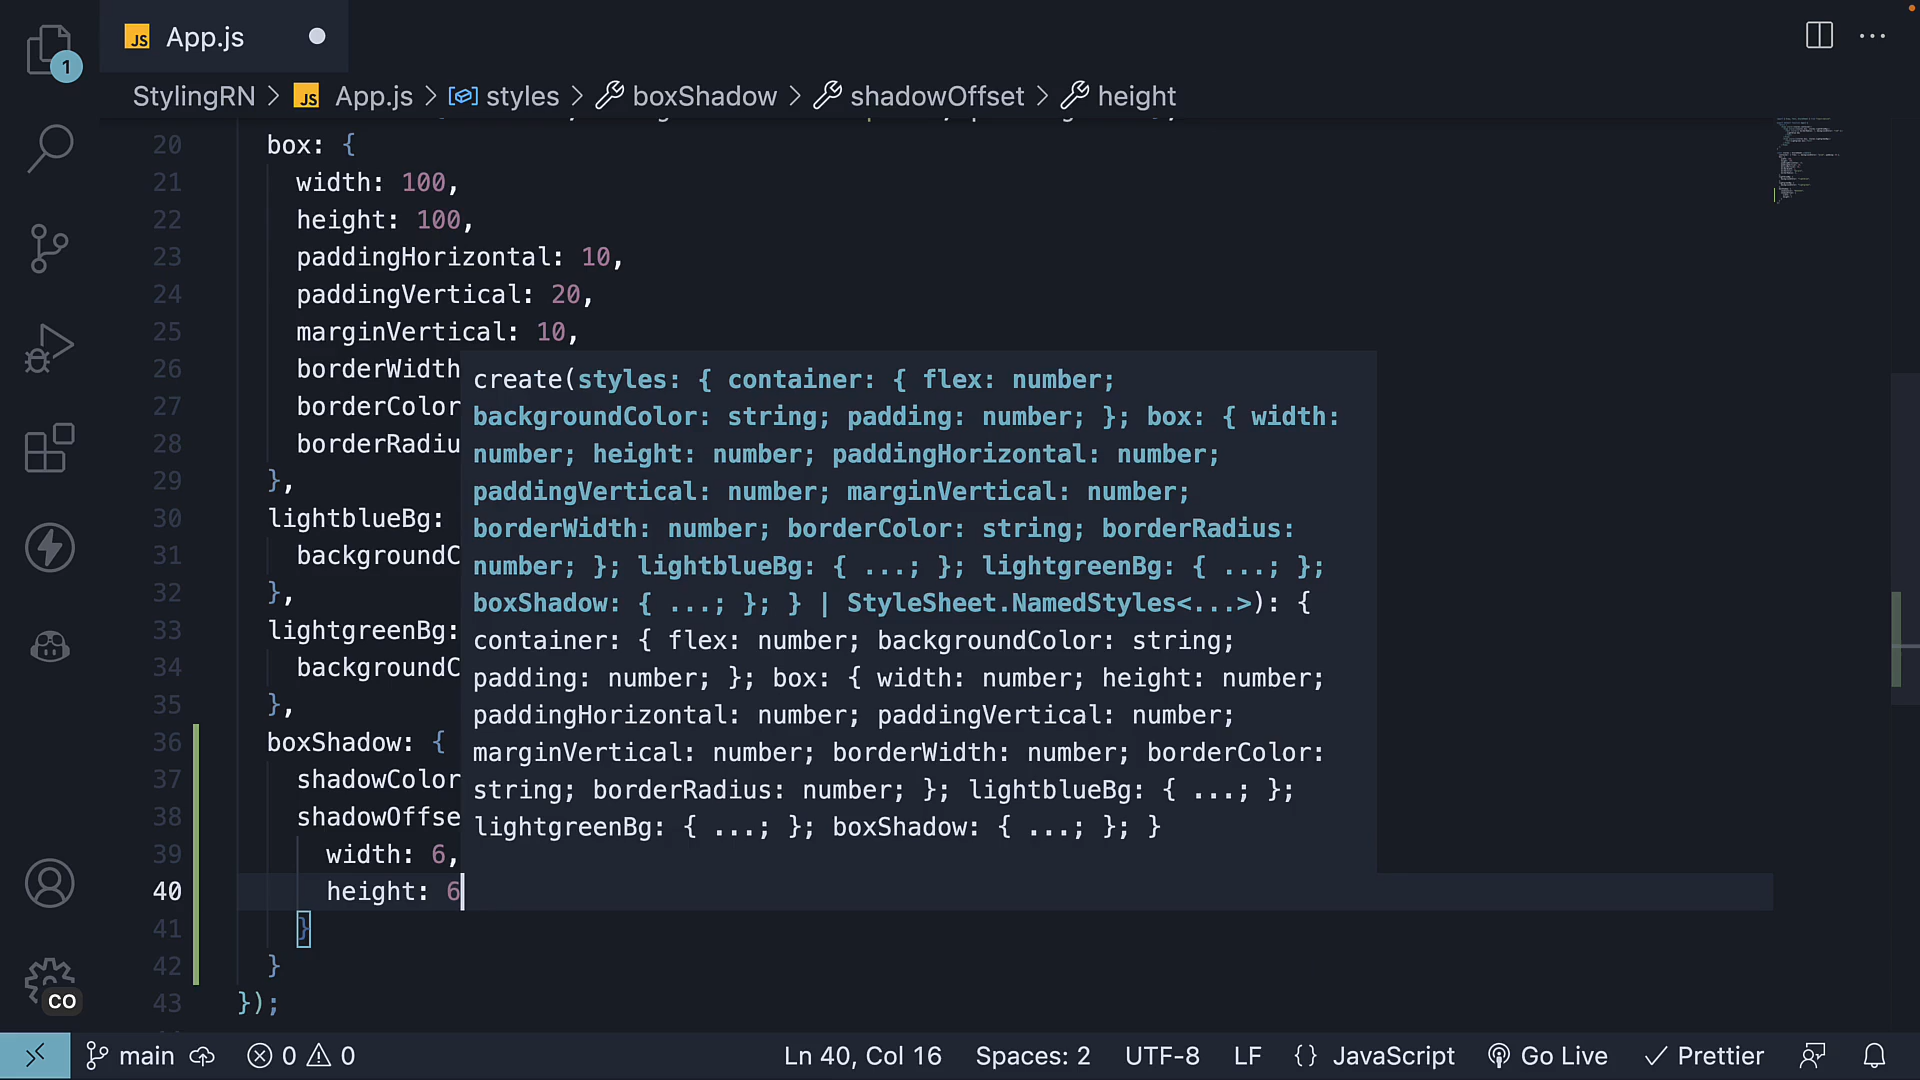 1
JS App.js
StylingRN > JS App.js > styles > boxShadow > shadowOffset > height
20 box: {
21 width: 100,
22 height: 100,
23 paddingHorizontal: 10,
24 paddingVertical: 20,
25 marginVertical: 10,
26 borderWidth
27 borderColor
28 borderRadiu
29 },
30 lightblueBg:
31 backgroundC
32 },
33 lightgreenBg:
34 backgroundC
35 },
36 boxShadow: {
37 shadowColor
38 shadowOffse
39 width: 6,
40 height: 6
41 }
42 }
43 });
create(styles: { container: { flex: number;
backgroundColor: string; padding: number; }; box: { width:
number; height: number; paddingHorizontal: number;
paddingVertical: number; marginVertical: number;
borderWidth: number; borderColor: string; borderRadius:
number; }; lightblueBg: { ...; }; lightgreenBg: { ...; };
boxShadow: { ...; }; } | StyleSheet.NamedStyles<...>): {
container: { flex: number; backgroundColor: string;
padding: number; }; box: { width: number; height: number;
paddingHorizontal: number; paddingVertical: number;
marginVertical: number; borderWidth: number; borderColor:
string; borderRadius: number; }; lightblueBg: { ...; };
lightgreenBg: { ...; }; boxShadow: { ...; }; }
CO
main 0 0 Ln 40, Col 16 Spaces: 2 UTF-8 LF {} JavaScript Go Live Prettier